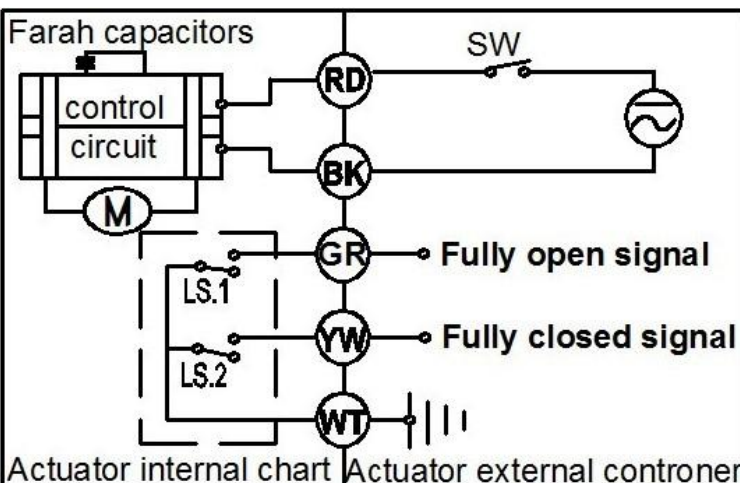 Farah capacitors
SW
RD
control
circuit
BK
M
GR
Fully open signal
LS.1
YW
Fully closed signal
LS.2
WT
Actuator internal chart
Actuator external controner